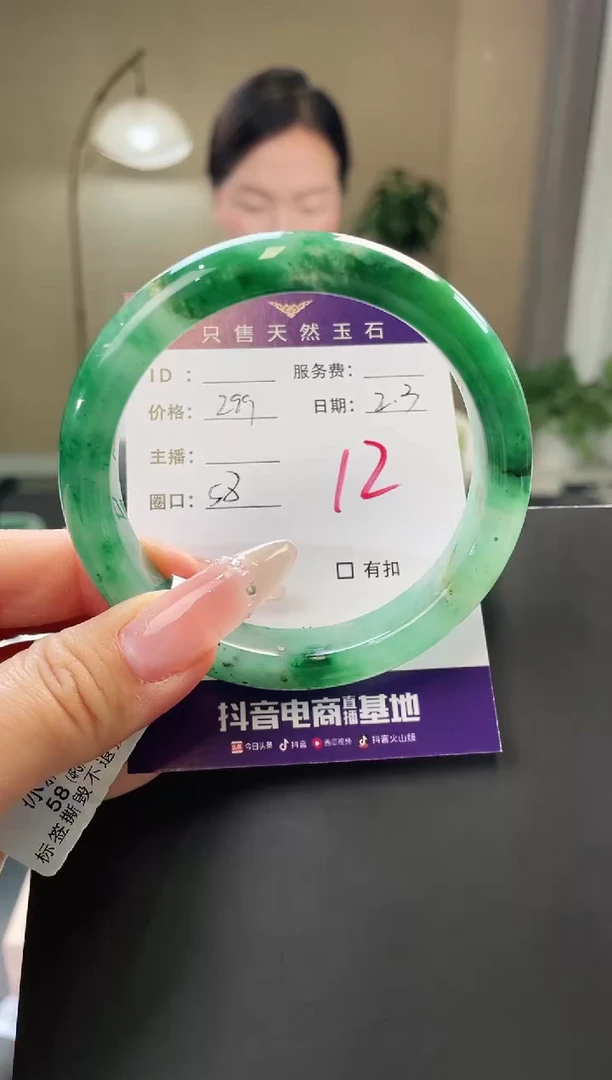 只售天然玉石
ID： 服务费：
价格： 299 日期： 2.3
主播：
12
圈口： 58
有扣
抖音电商直播基地
今日头条 抖音 西瓜视频 抖音火山版
58
标签撕毁不退